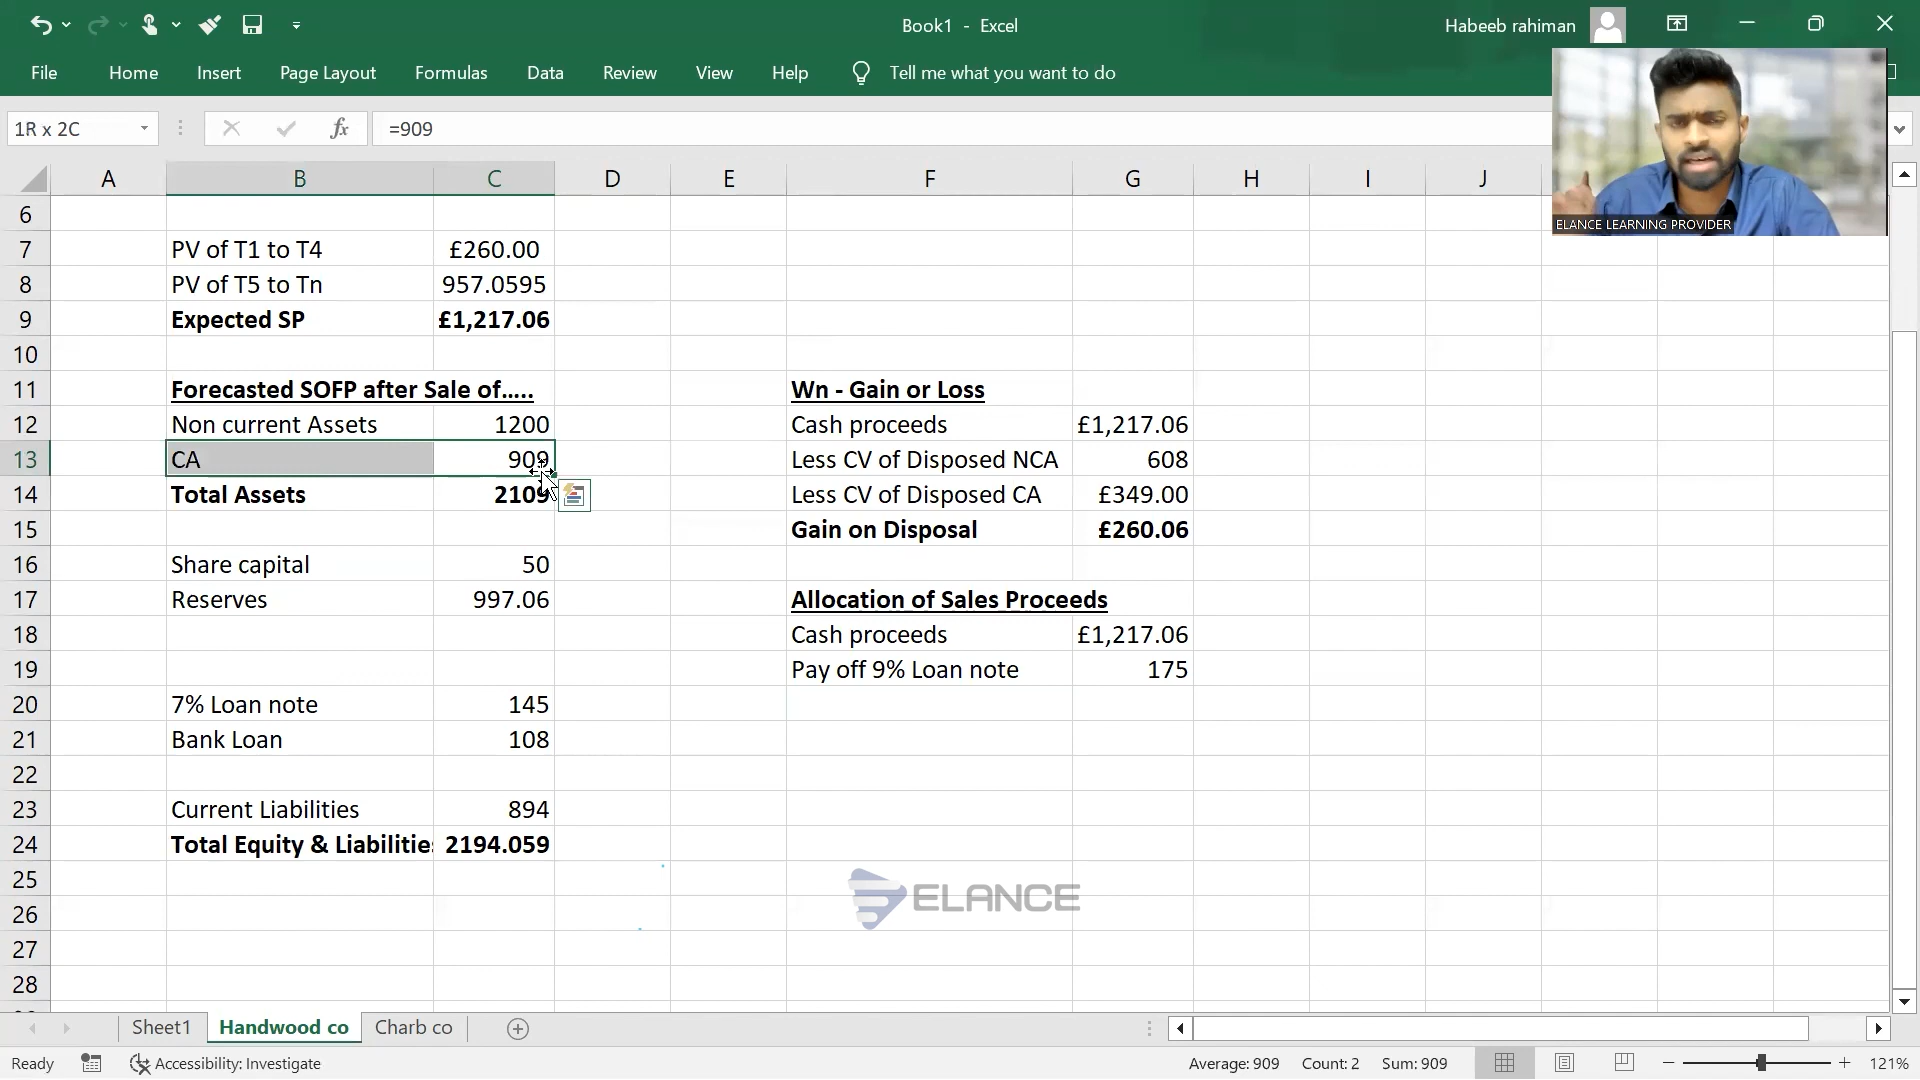 Book1 - Excel
Habeeb rahiman
File Home Insert Page Layout Formulas Data Review View Help Tell me what you want to do
1R x 2C fx =909
ELANCE LEARNING PROVIDER
A B C D E F G H I J
6
7 PV of T1 to T4 £260.00
8 PV of T5 to Tn 957.0595
9 Expected SP £1,217.06
10
11 Forecasted SOFP after Sale of..... Wn - Gain or Loss
12 Non current Assets 1200 Cash proceeds £1,217.06
13 CA 909 Less CV of Disposed NCA 608
14 Total Assets 2109 Less CV of Disposed CA £349.00
15 Gain on Disposal £260.06
16 Share capital 50
17 Reserves 997.06 Allocation of Sales Proceeds
18 Cash proceeds £1,217.06
19 Pay off 9% Loan note 175
20 7% Loan note 145
21 Bank Loan 108
22
23 Current Liabilities 894
24 Total Equity & Liabilities 2194.059
25
ELANCE
26
27
28
Sheet1 Handwood co Charb co
Ready Accessibility: Investigate Average: 909 Count: 2 Sum: 909 121%